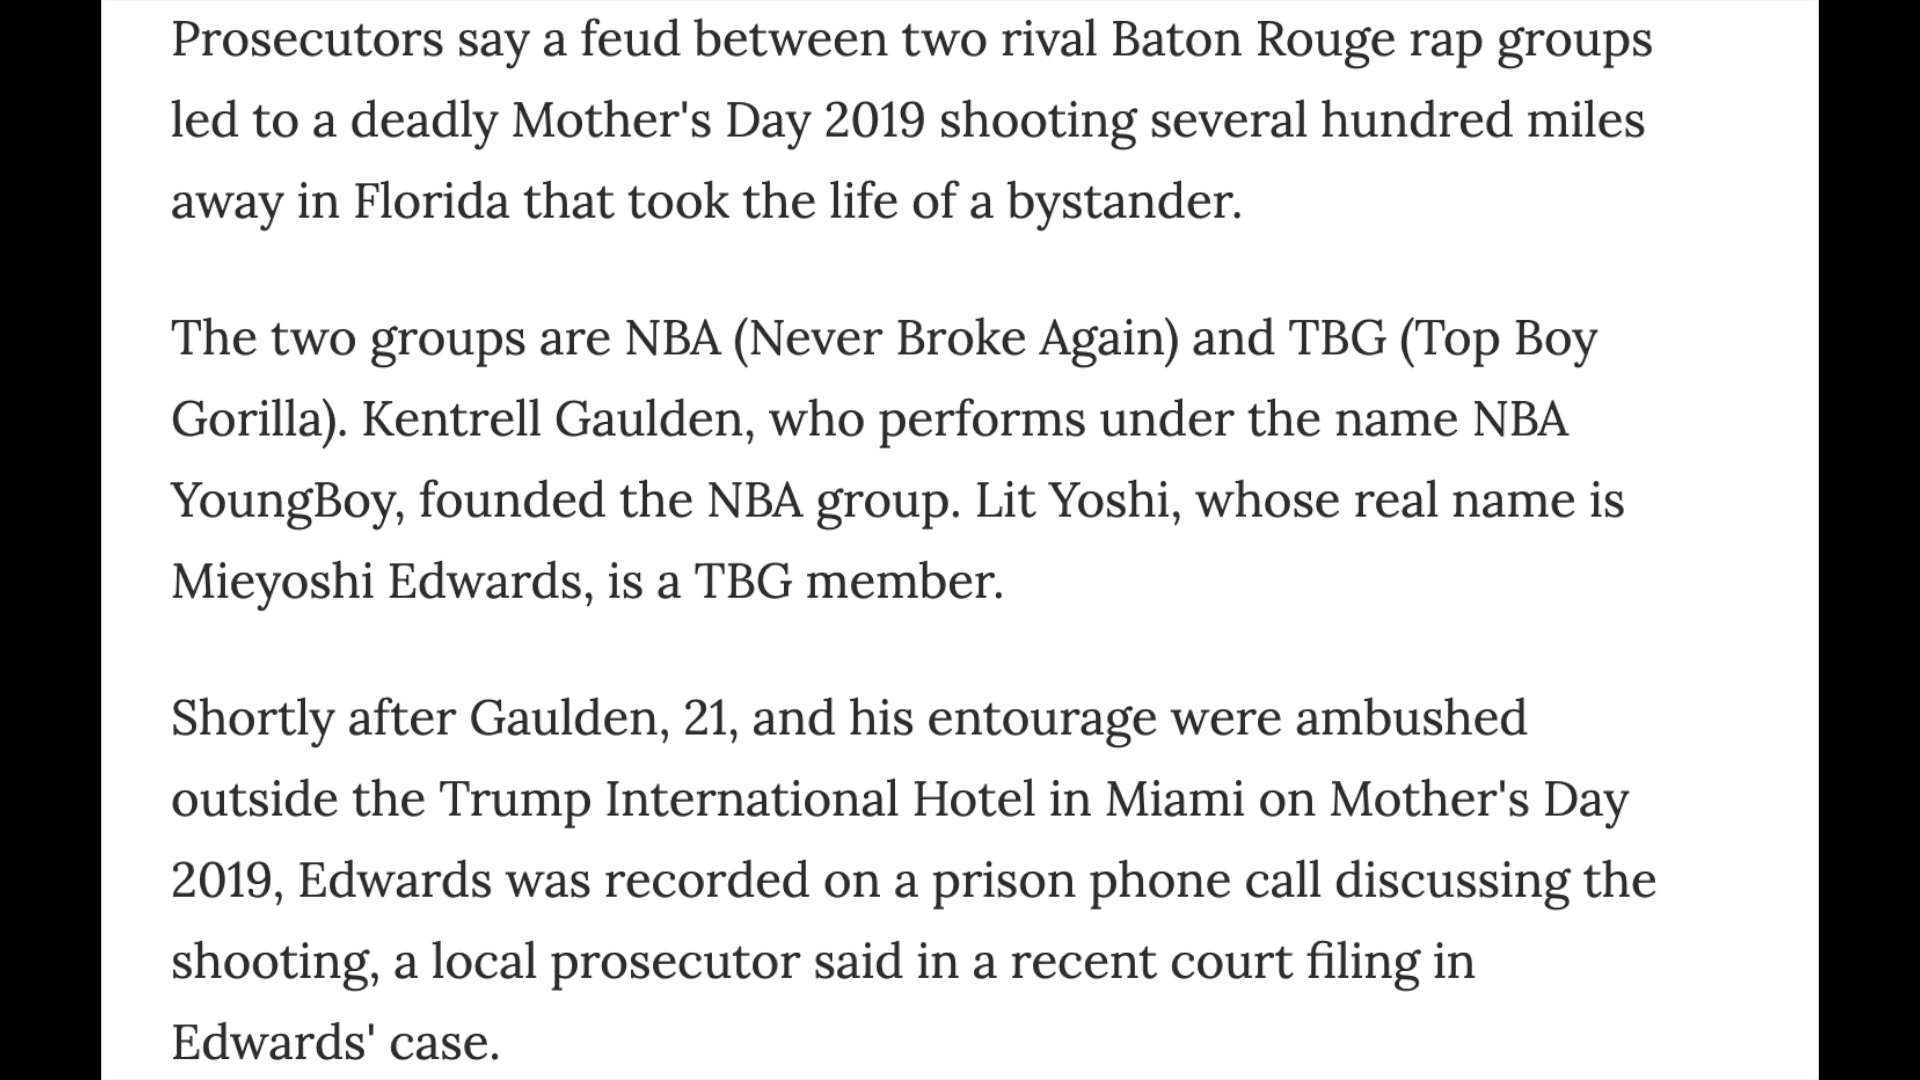 Prosecutors say a feud between two rival Baton Rouge rap groups
led to a deadly Mother's Day 2019 shooting several hundred miles
away in Florida that took the life of a bystander.
The two groups are NBA (Never Broke Again) and TBG (Top Boy
Gorilla). Kentrell Gaulden, who performs under the name NBA
YoungBoy, founded the NBA group. Lit Yoshi, whose real name is
Mieyoshi Edwards, is a TBG member.
Shortly after Gaulden, 21, and his entourage were ambushed
outside the Trump International Hotel in Miami on Mother's Day
2019, Edwards was recorded on a prison phone call discussing the
shooting, a local prosecutor said in a recent court filing in
Edwards' case.